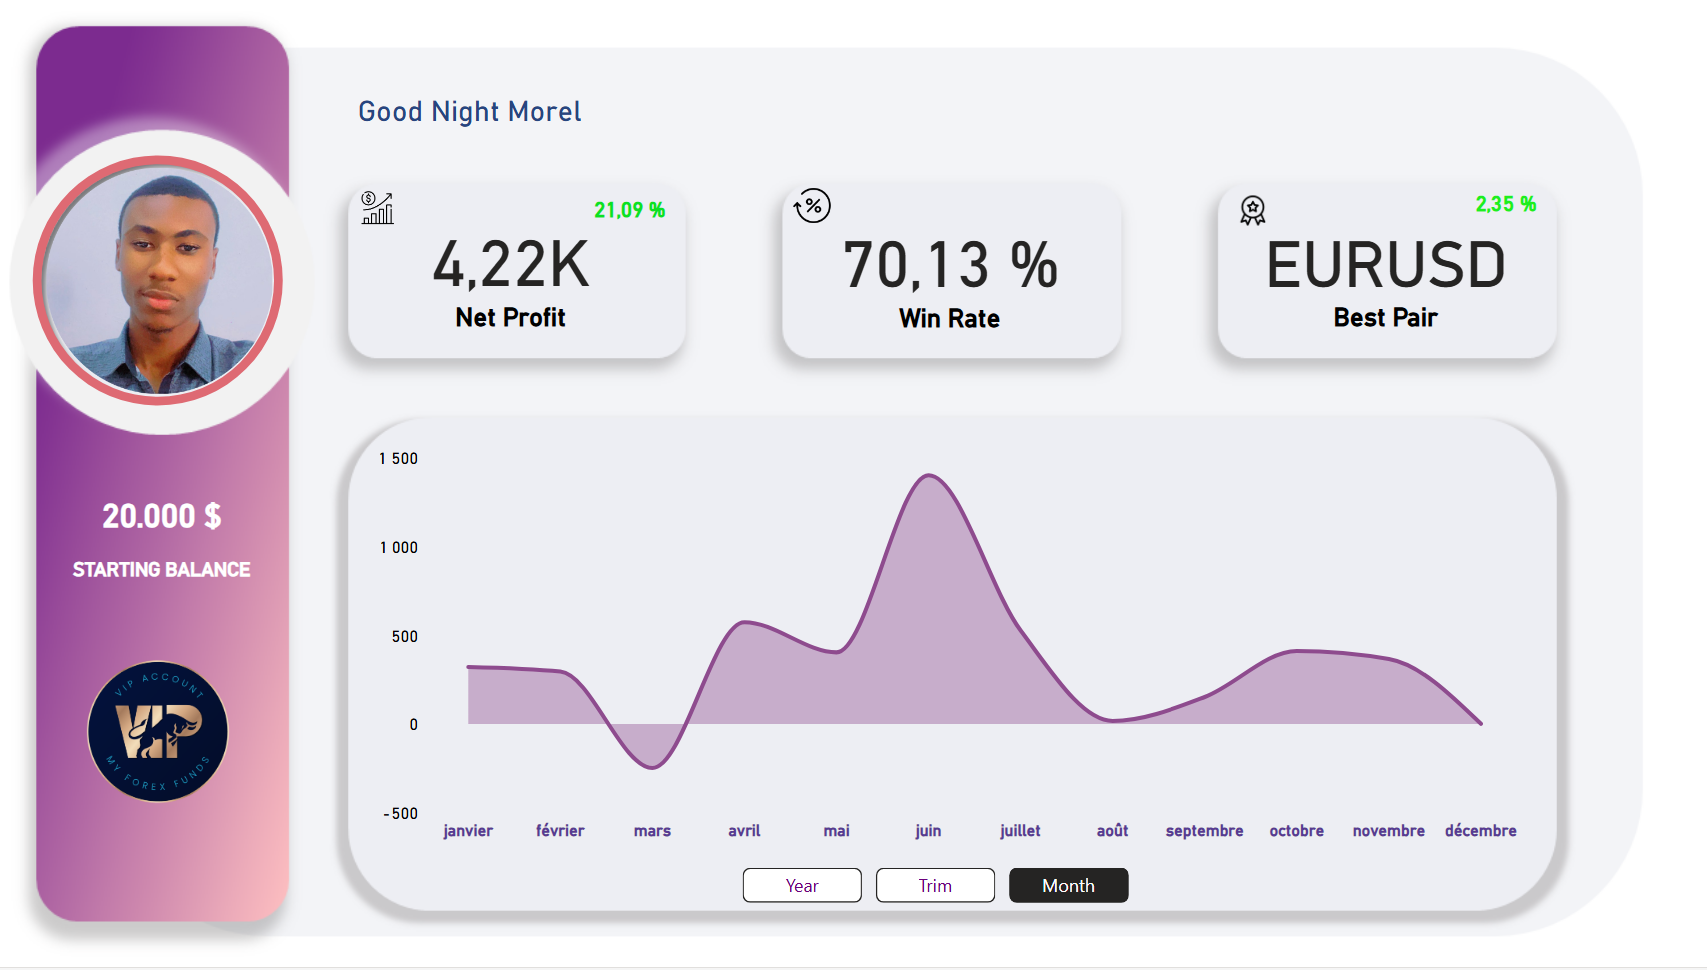 Good Night Morel
21,09 %
4,22K
Net Profit
%
70,13 %
Win Rate
2,35 %
EURUSD
Best Pair
20.000 $
STARTING BALANCE
VIP ACCOUNT
VIP
MY FOREX FUNDS
1 500
1 000
500
0
-500
janvier février mars avril mai juin juillet août septembre octobre novembre décembre
Year Trim Month